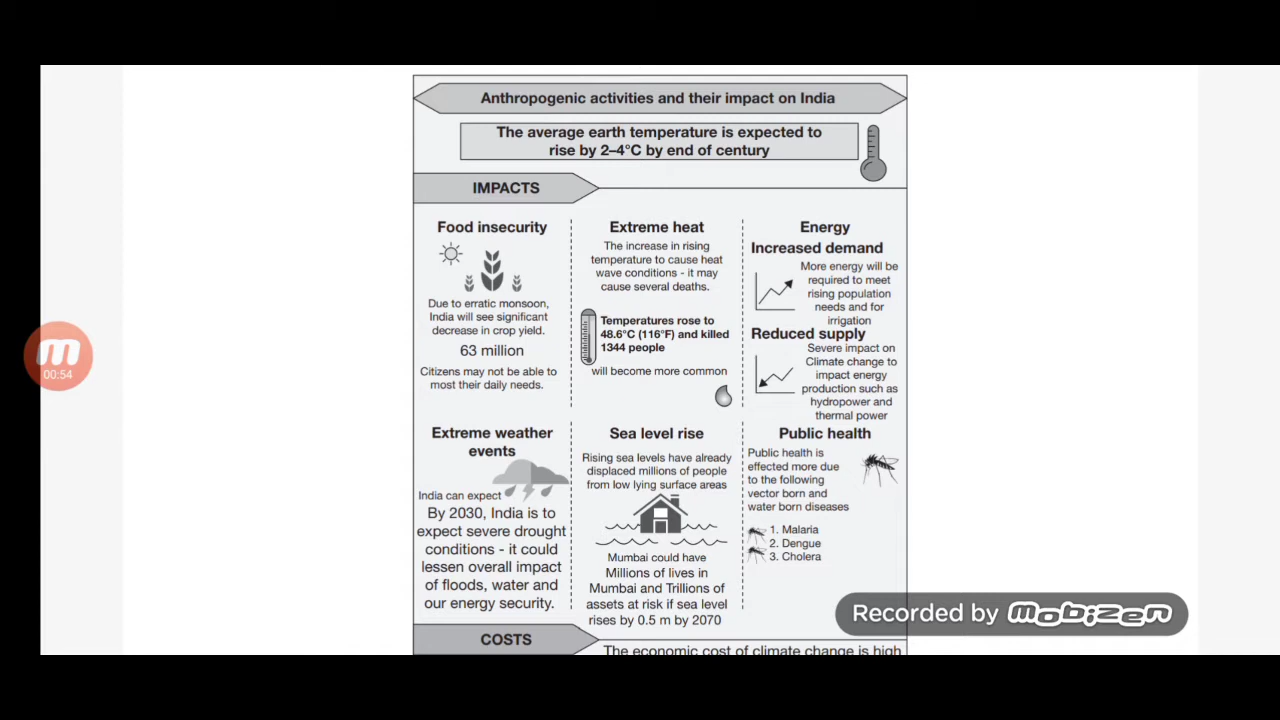 Anthropogenic activities and their impact on India
The average earth temperature is expected to
rise by 2–4°C by end of century
IMPACTS
Food insecurity
Due to erratic monsoon,
India will see significant
decrease in crop yield.
63 million
Citizens may not be able to
most their daily needs.
Extreme heat
The increase in rising
temperature to cause heat
wave conditions - it may
cause several deaths.
Temperatures rose to
48.6°C (116°F) and killed
1344 people
will become more common
Energy
Increased demand
More energy will be
required to meet
rising population
needs and for
irrigation
Reduced supply
Severe impact on
Climate change to
impact energy
production such as
hydropower and
thermal power
Extreme weather
events
India can expect
By 2030, India is to
expect severe drought
conditions - it could
lessen overall impact
of floods, water and
our energy security.
Sea level rise
Rising sea levels have already
displaced millions of people
from low lying surface areas
Mumbai could have
Millions of lives in
Mumbai and Trillions of
assets at risk if sea level
rises by 0.5 m by 2070
Public health
Public health is
effected more due
to the following
vector born and
water born diseases
1. Malaria
2. Dengue
3. Cholera
COSTS
The economic cost of climate change is high
00:54
Recorded by mobizen